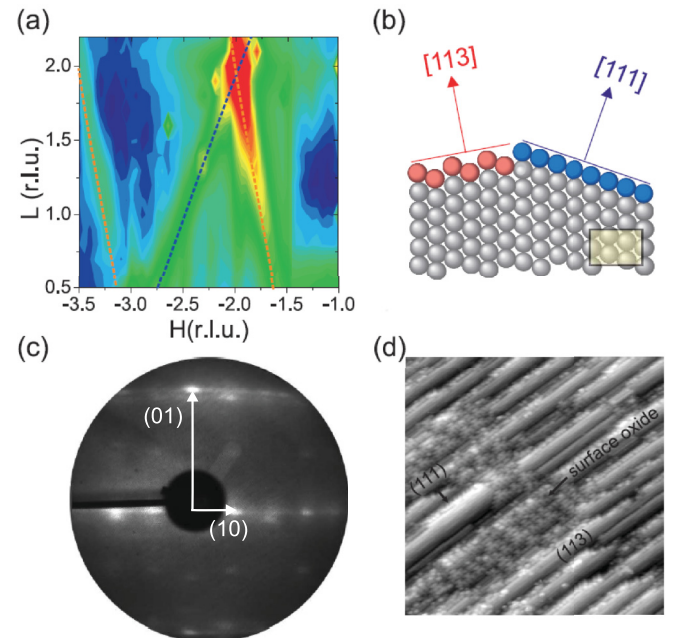 (a)
2.0
1.5
1.0
0.5
L (r.l.u.)
-3.5 -3.0 -2.5 -2.0 -1.5 -1.0
H(r.l.u.)
(b)
[113]
[111]
(c)
(01)
(10)
(d)
surface oxide
(111)
(113)